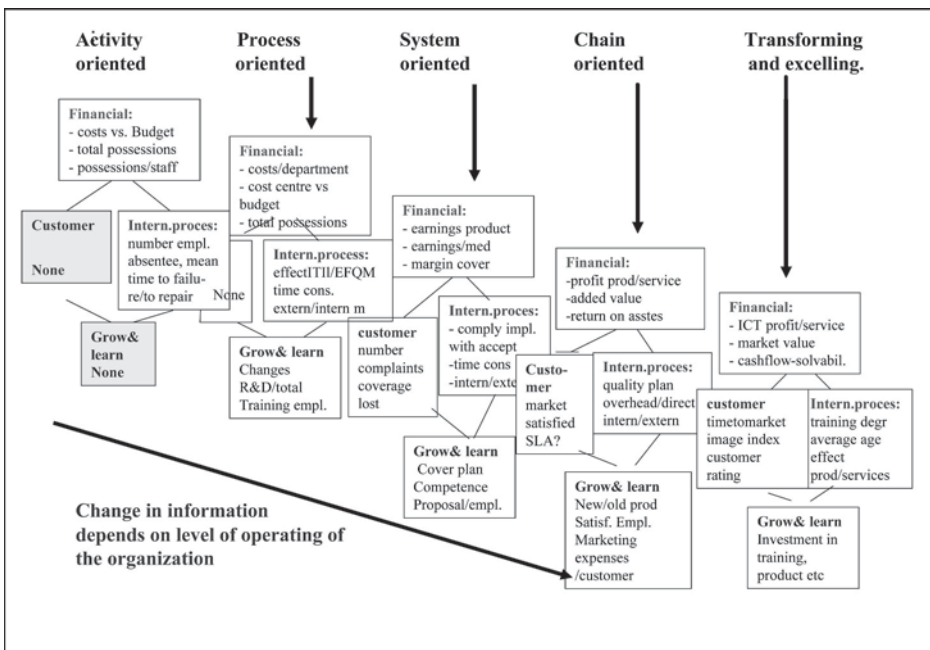 Activity
oriented
Process
oriented
System
oriented
Chain
oriented
Transforming
and excelling.
Financial:
- costs vs. Budget
- total possessions
- possessions/staff
Customer
None
Intern.proces:
number empl.
absentee, mean
time to failu-
re/to repair
Grow&
learn
None
Financial:
- costs/department
- cost centre vs
budget
- total possessions
None
Intern.process:
effectITIl/EFQM
time cons.
extern/intern m
Grow& learn
Changes
R&D/total
Training empl.
Financial:
- earnings product
- earnings/med
- margin cover
customer
number
complaints
coverage
lost
Intern.proces:
- comply impl.
with accept
-time cons
-intern/exte
Grow& learn
Cover plan
Competence
Proposal/empl.
Financial:
-profit prod/service
-added value
-return on asstes
Custo-
mer
market
satisfied
SLA?
Intern.proces:
quality plan
overhead/direct
intern/extern
Grow& learn
New/old prod
Satisf. Empl.
Marketing
expenses
/customer
Financial:
- ICT profit/service
- market value
- cashflow-solvabil.
customer
timetomarket
image index
customer
rating
Intern.proces:
training degr
average age
effect
prod/services
Grow& learn
Investment in
training,
product etc
Change in information
depends on level of operating of
the organization